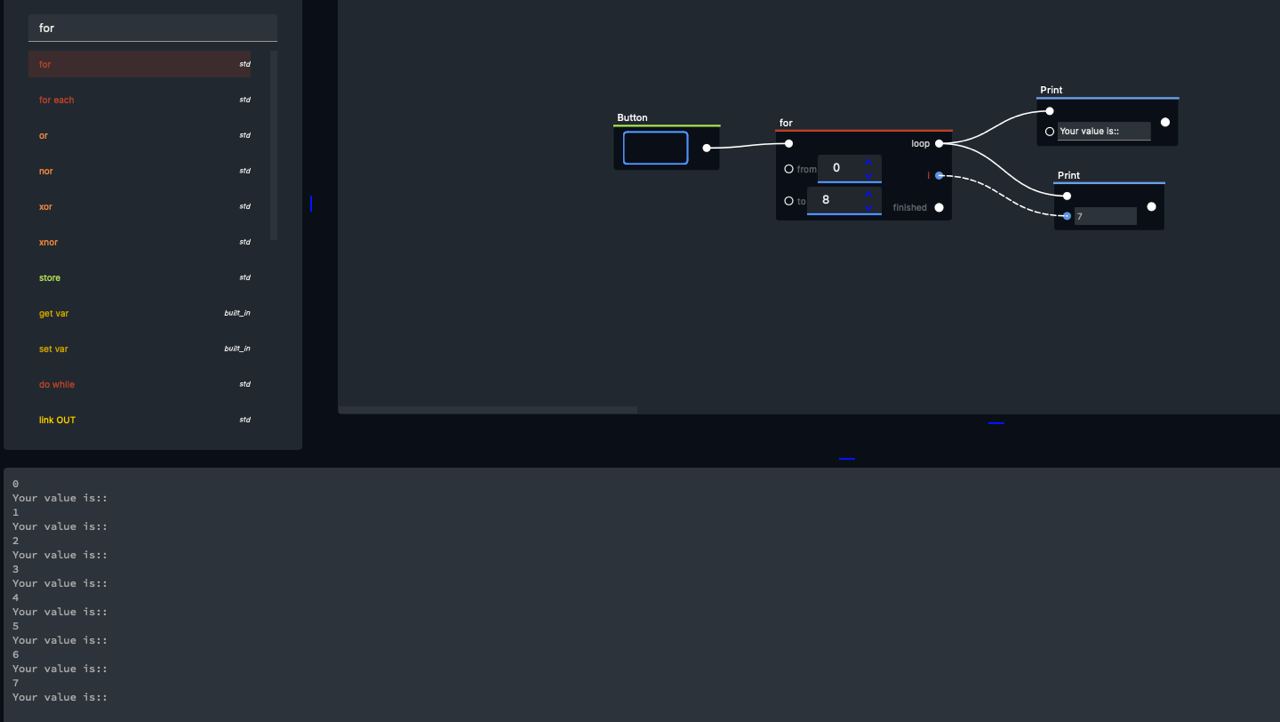 for
for std
for each std
or std
nor std
xor std
xnor std
store std
get var built_in
set var built_in
do while std
link OUT std
Button
for
loop
from 0
I
to 8
finished
Print
Your value is::
Print
7
0
Your value is::
1
Your value is::
2
Your value is::
3
Your value is::
4
Your value is::
5
Your value is::
6
Your value is::
7
Your value is::